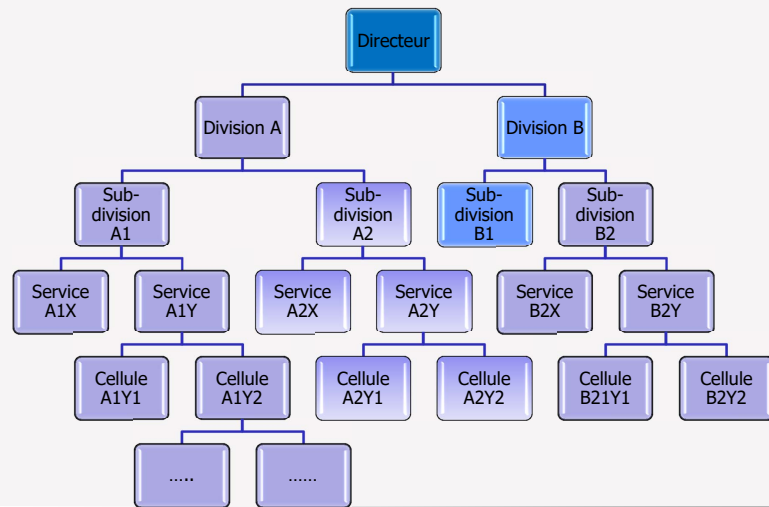 Directeur
Division A
Division B
Sub-
division
A1
Sub-
division
A2
Sub-
division
B1
Sub-
division
B2
Service
A1X
Service
A1Y
Service
A2X
Service
A2Y
Service
B2X
Service
B2Y
Cellule
A1Y1
Cellule
A1Y2
Cellule
A2Y1
Cellule
A2Y2
Cellule
B21Y1
Cellule
B2Y2
.....
......